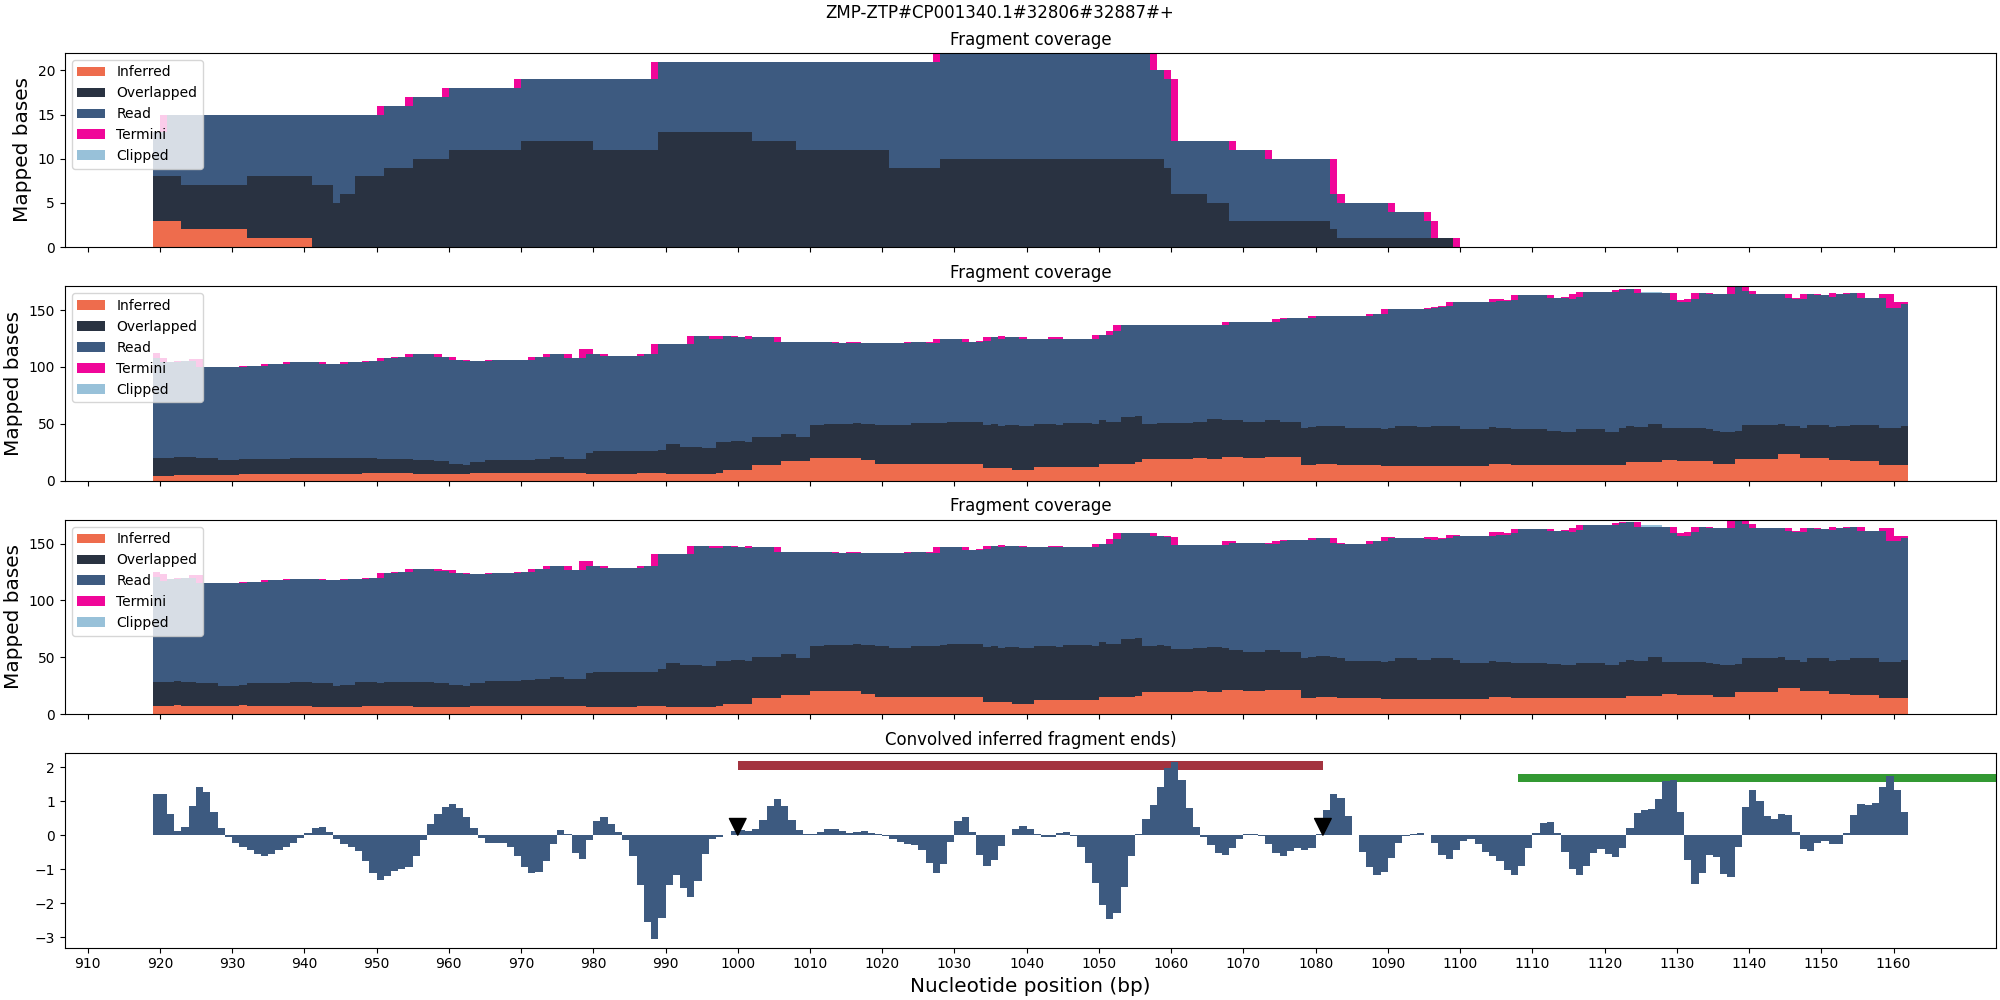 ZMP-ZTP#CP001340.1#32806#32887#+
Fragment coverage
Mapped bases
20
15
10
5
0
Inferred
Overlapped
Read
Termini
Clipped
Fragment coverage
Mapped bases
150
100
50
0
Inferred
Overlapped
Read
Termini
Clipped
Fragment coverage
Mapped bases
150
100
50
0
Inferred
Overlapped
Read
Termini
Clipped
Convolved inferred fragment ends)
2
1
0
−1
−2
−3
910 920 930 940 950 960 970 980 990 1000 1010 1020 1030 1040 1050 1060 1070 1080 1090 1100 1110 1120 1130 1140 1150 1160
Nucleotide position (bp)